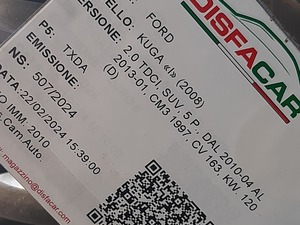 DISFACAR
FORD
ELLO: KUGA «I» (2008)
ERSIONE: 2.0 TDCI, SUV, 5 P., DAL 2010-04 AL
2013-01, CM3 1997, CV 163, KW. 120
(D)
P5: TXDA
EMISSIONE:
NS: 507/2024
DATA: 22/02/2024 15:39:00
O IMM: 2010
s.Cam.Auto.
magazzino@disfacar.com